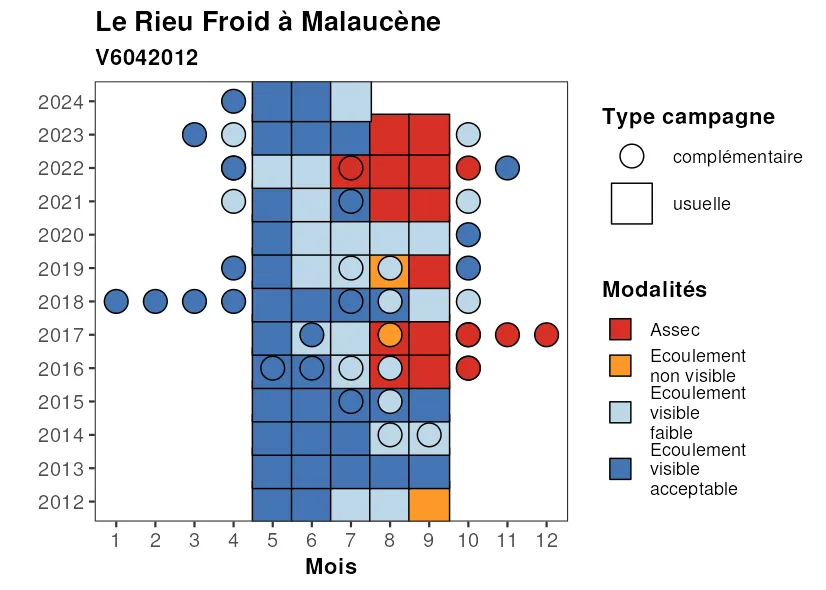 Le Rieu Froid à Malaucène
V6042012
2024
2023
2022
2021
2020
2019
2018
2017
2016
2015
2014
2013
2012
1 2 3 4 5 6 7 8 9 10 11 12
Mois
Type campagne
complémentaire
usuelle
Modalités
Assec
Ecoulement
non visible
Ecoulement
visible
faible
Ecoulement
visible
acceptable